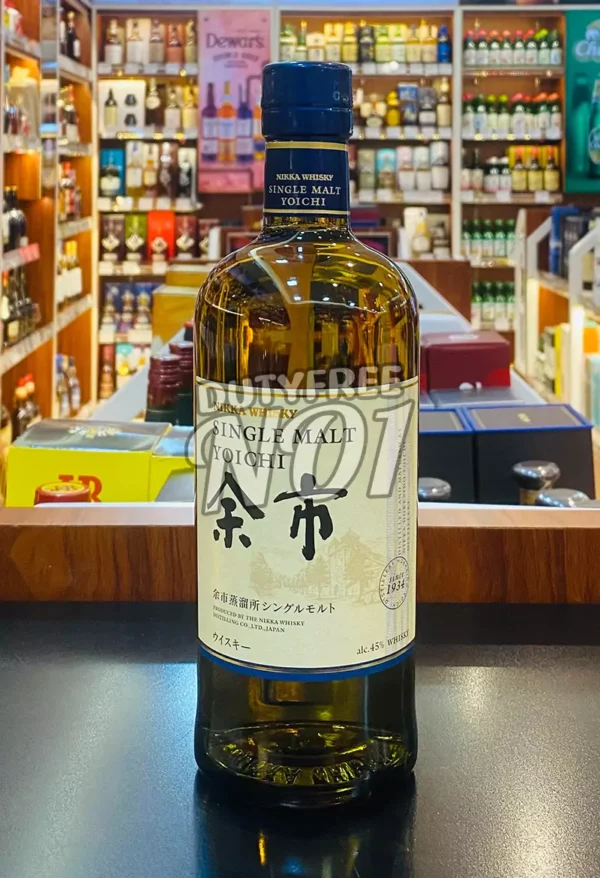 Dewar's
NIKKA WHISKY
SINGLE MALT
YOICHI
DUTYFREE
NO1
NIKKA WHISKY
SINGLE MALT
YOICHI
余市
SINCE
1934
余市蒸溜所シングルモルト
PRODUCED BY THE NIKKA WHISKY
DISTILLING CO.,LTD.,JAPAN
ウイスキー
alc.45% WHISKY